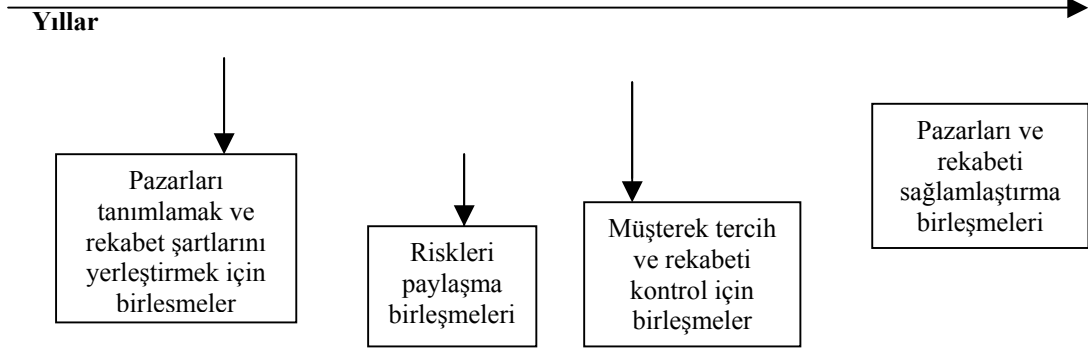 Yıllar
Pazarları
tanımlamak ve
rekabet şartlarını
yerleştirmek için
birlesmeler
Riskleri
paylaşma
birleşmeleri
Müşterek tercih
ve rekabeti
kontrol için
birleşmeler
Pazarları ve
rekabeti
sağlamlaştırma
birleşmeleri